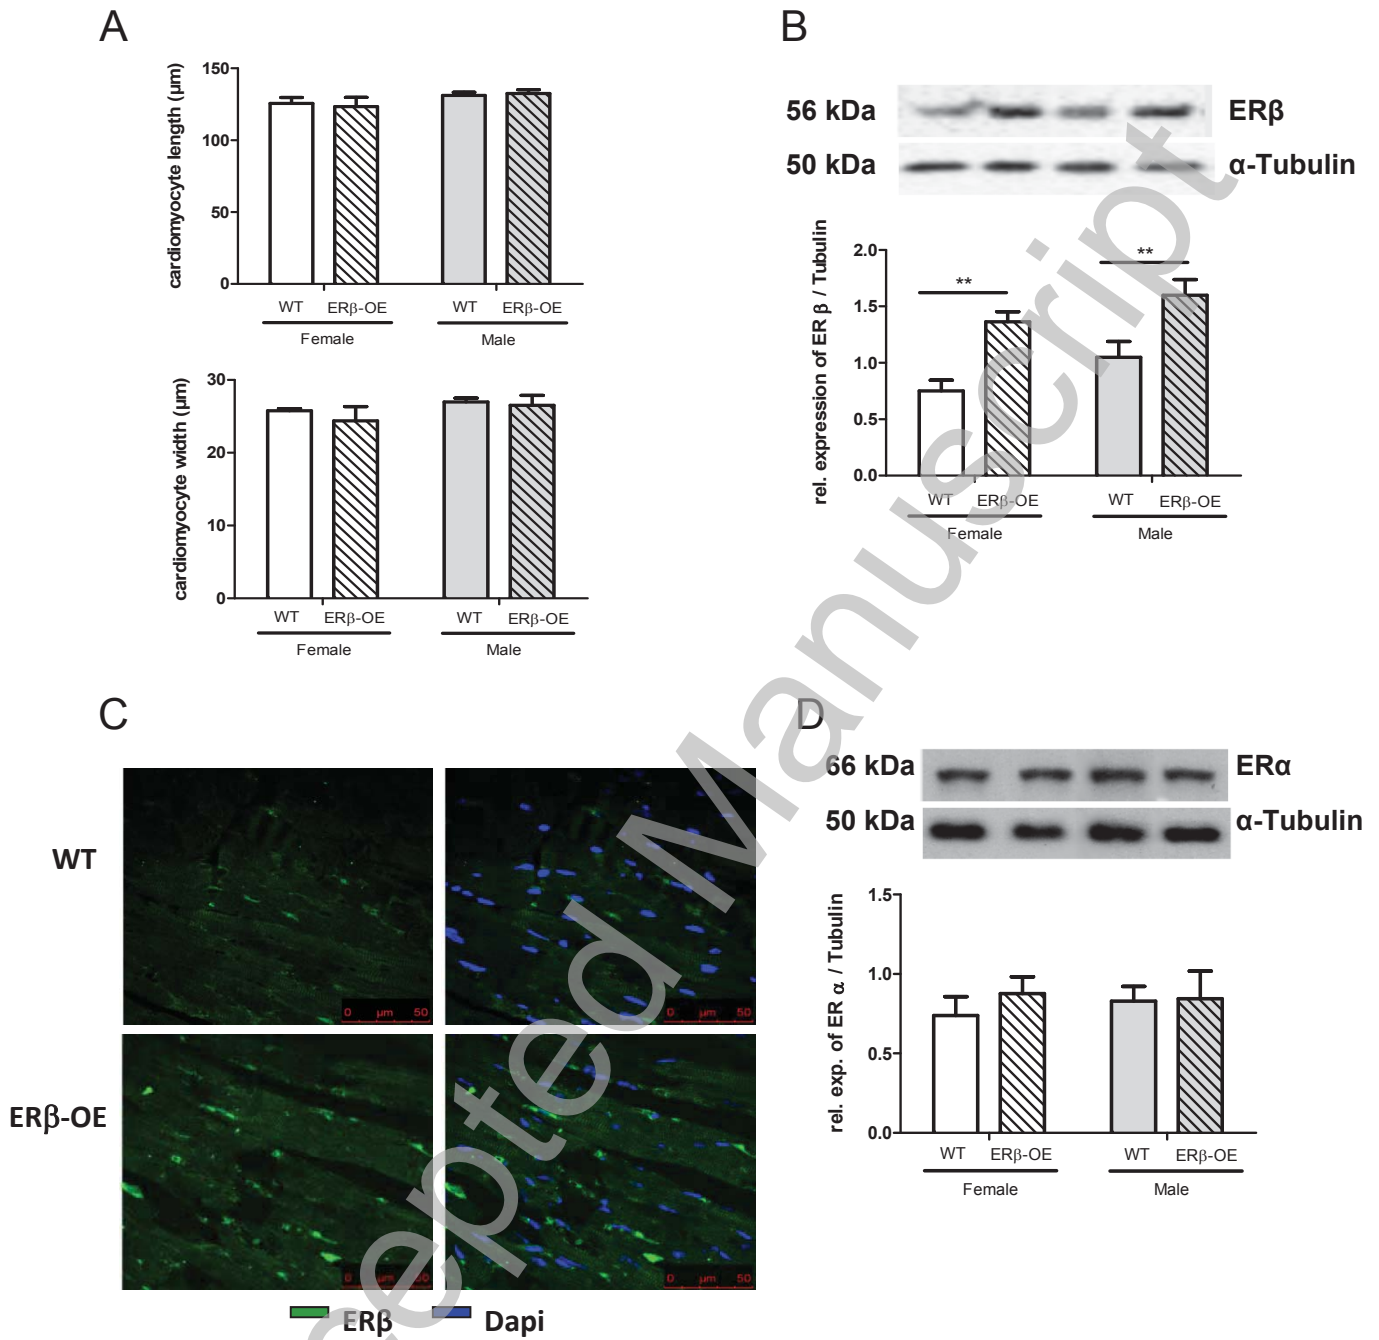 A
cardiomyocyte length (µm)
150
100
50
0
WT ERβ-OE WT ERβ-OE
Female Male
cardiomyocyte width (µm)
30
20
10
0
WT ERβ-OE WT ERβ-OE
Female Male
B
56 kDa ERβ
50 kDa α-Tubulin
rel. expression of ER β / Tubulin
2.0
1.5
1.0
0.5
0.0
** **
WT ERβ-OE WT ERβ-OE
Female Male
C
WT
0 µm 50 0 µm 50
ERβ-OE
0 µm 50 0 µm 50
ERβ Dapi
D
66 kDa ERα
50 kDa α-Tubulin
rel. exp. of ER α / Tubulin
1.5
1.0
0.5
0.0
WT ERβ-OE WT ERβ-OE
Female Male
cepted Manuscript